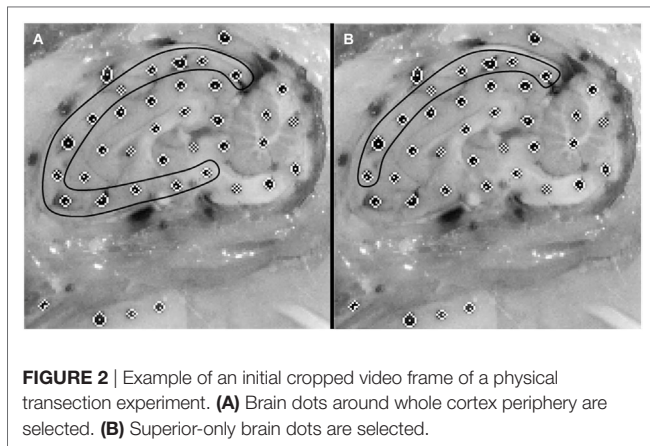 A
B
FIGURE 2 | Example of an initial cropped video frame of a physical
transection experiment. (A) Brain dots around whole cortex periphery are
selected. (B) Superior-only brain dots are selected.